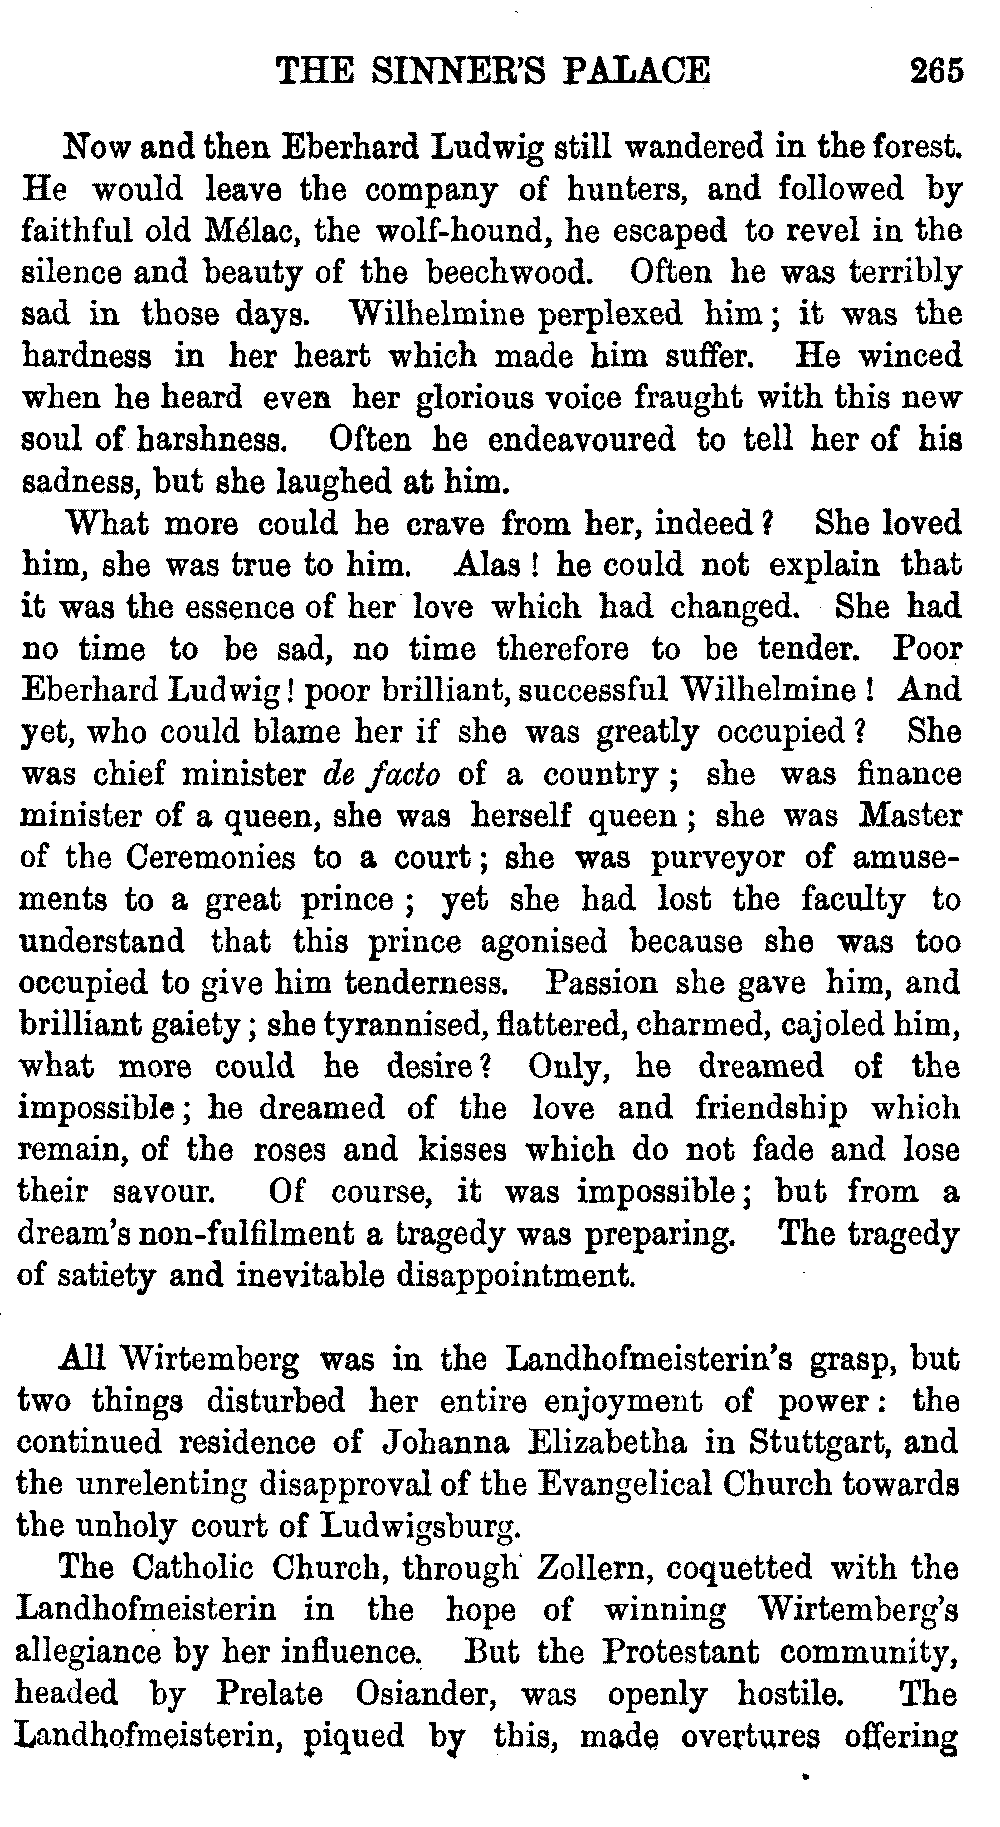 THE SINNER'S PALACE 265
Now and then Eberhard Ludwig still wandered in the forest.
He would leave the company of hunters, and followed by
faithful old Mélac, the wolf-hound, he escaped to revel in the
silence and beauty of the beechwood. Often he was terribly
sad in those days. Wilhelmine perplexed him; it was the
hardness in her heart which made him suffer. He winced
when he heard even her glorious voice fraught with this new
soul of harshness. Often he endeavoured to tell her of his
sadness, but she laughed at him.
What more could he crave from her, indeed? She loved
him, she was true to him. Alas! he could not explain that
it was the essence of her love which had changed. She had
no time to be sad, no time therefore to be tender. Poor
Eberhard Ludwig! poor brilliant, successful Wilhelmine! And
yet, who could blame her if she was greatly occupied? She
was chief minister de facto of a country; she was finance
minister of a queen, she was herself queen; she was Master
of the Ceremonies to a court; she was purveyor of amuse-
ments to a great prince; yet she had lost the faculty to
understand that this prince agonised because she was too
occupied to give him tenderness. Passion she gave him, and
brilliant gaiety; she tyrannised, flattered, charmed, cajoled him,
what more could he desire? Only, he dreamed of the
impossible; he dreamed of the love and friendship which
remain, of the roses and kisses which do not fade and lose
their savour. Of course, it was impossible; but from a
dream's non-fulfilment a tragedy was preparing. The tragedy
of satiety and inevitable disappointment.
All Wirtemberg was in the Landhofmeisterin's grasp, but
two things disturbed her entire enjoyment of power: the
continued residence of Johanna Elizabetha in Stuttgart, and
the unrelenting disapproval of the Evangelical Church towards
the unholy court of Ludwigsburg.
The Catholic Church, through Zollern, coquetted with the
Landhofmeisterin in the hope of winning Wirtemberg's
allegiance by her influence. But the Protestant community,
headed by Prelate Osiander, was openly hostile. The
Landhofmeisterin, piqued by this, made overtures offering